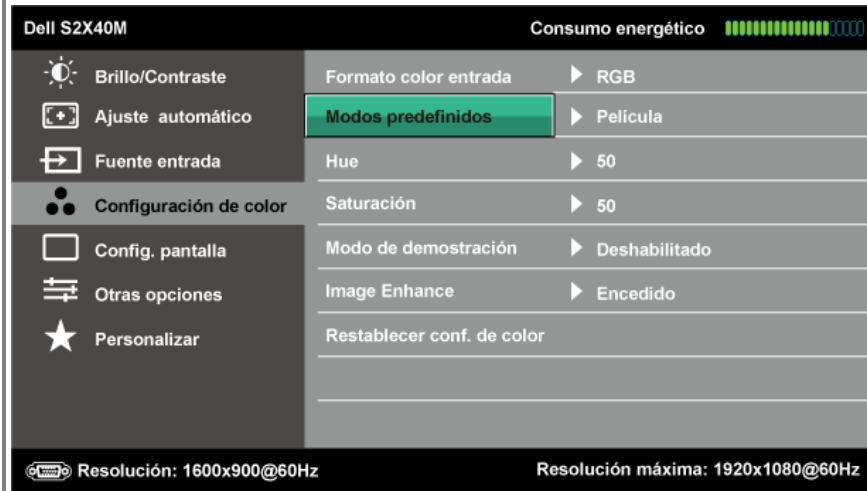 Dell S2X40M Consumo energético
Brillo/Contraste Formato color entrada RGB
Ajuste automático Modos predefinidos Película
Fuente entrada Hue 50
Configuración de color Saturación 50
Config. pantalla Modo de demostración Deshabilitado
Otras opciones Image Enhance Encedido
Personalizar Restablecer conf. de color
Resolución: 1600x900@60Hz Resolución máxima: 1920x1080@60Hz